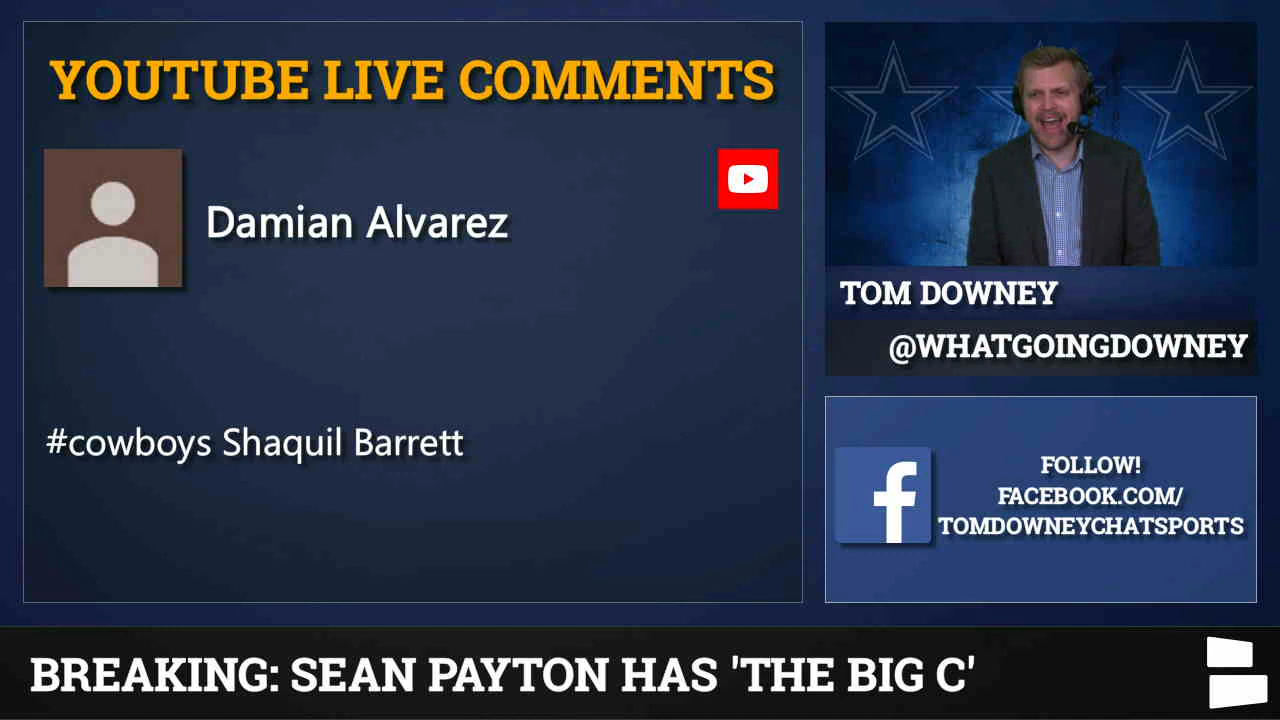 YOUTUBE LIVE COMMENTS
Damian Alvarez
#cowboys Shaquil Barrett
TOM DOWNEY
@WHATGOINGDOWNEY
FOLLOW!
FACEBOOK.COM/
TOMDOWNEYCHATSPORTS
BREAKING: SEAN PAYTON HAS 'THE BIG C'